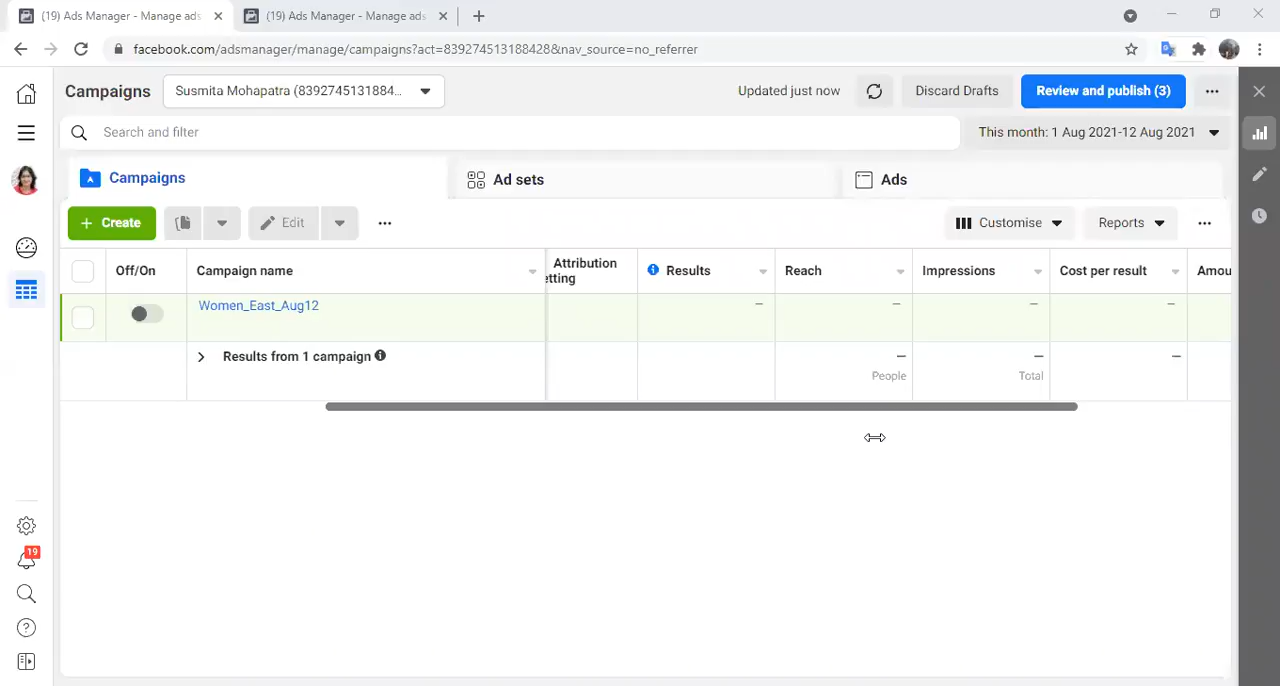 (19) Ads Manager - Manage ads
(19) Ads Manager - Manage ads
facebook.com/adsmanager/manage/campaigns?act=839274513188428&nav_source=no_referrer
Campaigns
Susmita Mohapatra (8392745131884...
Updated just now
Discard Drafts
Review and publish (3)
Search and filter
This month: 1 Aug 2021-12 Aug 2021
Campaigns
Ad sets
Ads
+ Create
Edit
Customise
Reports
Off/On
Campaign name
Attribution
etting
Results
Reach
Impressions
Cost per result
Amou
Women_East_Aug12
–
–
–
–
Results from 1 campaign
–
People
–
Total
–
19